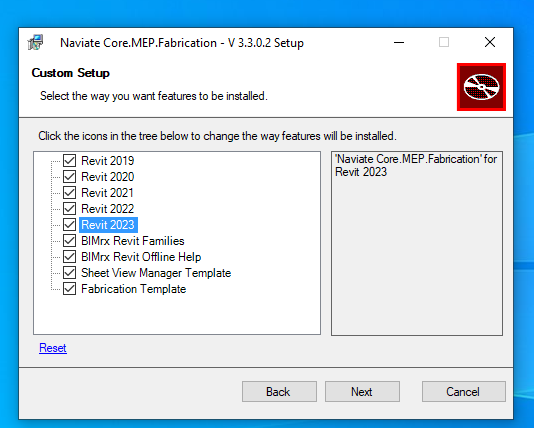 Naviate Core.MEP.Fabrication - V 3.3.0.2 Setup
Custom Setup
Select the way you want features to be installed.
Click the icons in the tree below to change the way features will be installed.
Revit 2019
Revit 2020
Revit 2021
Revit 2022
Revit 2023
BIMrx Revit Families
BIMrx Revit Offline Help
Sheet View Manager Template
Fabrication Template
'Naviate Core.MEP.Fabrication' for
Revit 2023
Reset
Back
Next
Cancel